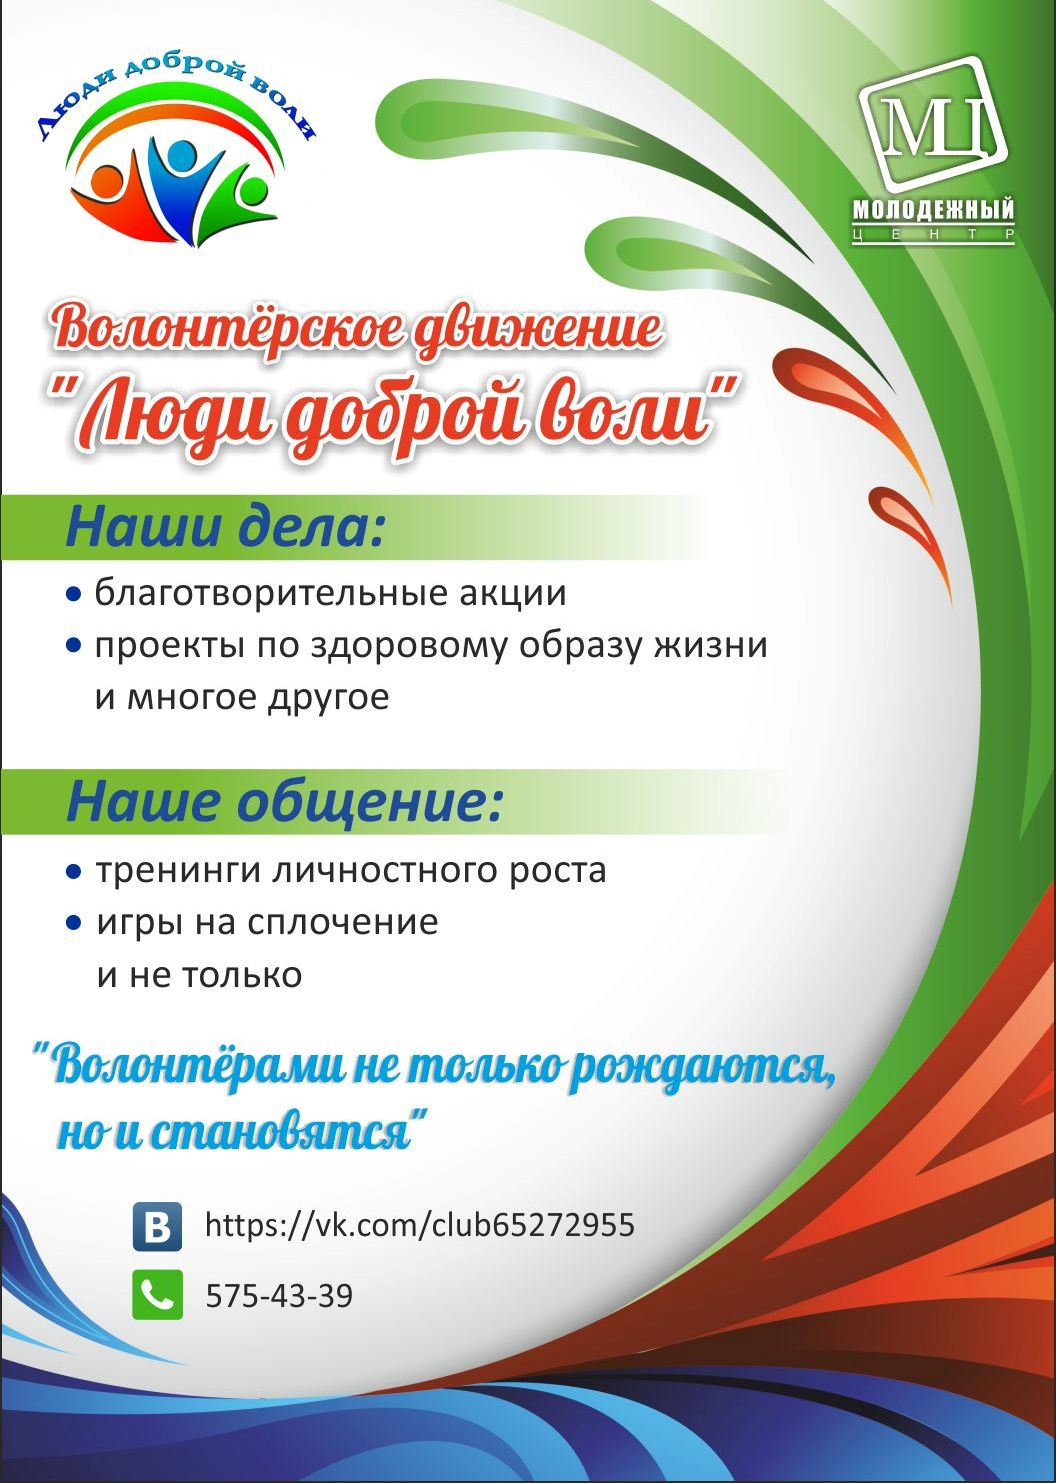 Люди доброй воли
МЦ
МОЛОДЕЖНЫЙ
ЦЕНТР
Волонтёрское движение
"Люди доброй воли"
Наши дела:
• благотворительные акции
• проекты по здоровому образу жизни
и многое другое
Наше общение:
• тренинги личностного роста
• игры на сплочение
и не только
"Волонтёрами не только рождаются,
но и становятся"
В https://vk.com/club65272955
575-43-39